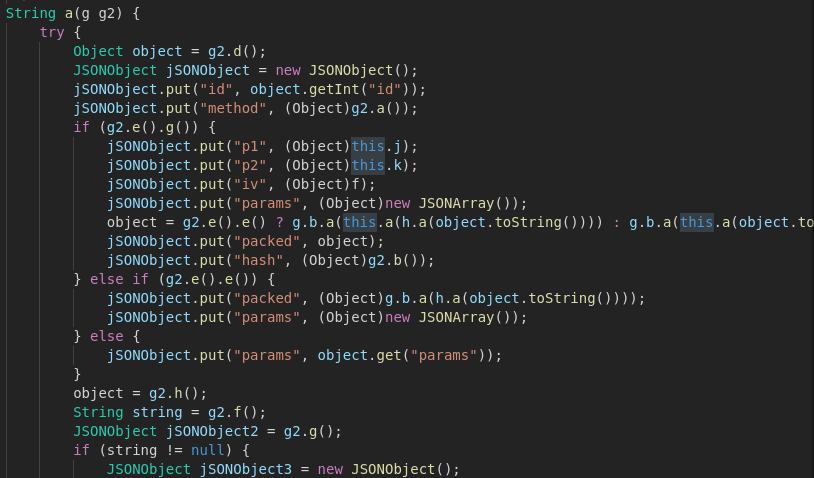 String a(g g2) {
    try {
        Object object = g2.d();
        JSONObject jSONObject = new JSONObject();
        jSONObject.put("id", object.getInt("id"));
        jSONObject.put("method", (Object)g2.a());
        if (g2.e().g()) {
            jSONObject.put("p1", (Object)this.j);
            jSONObject.put("p2", (Object)this.k);
            jSONObject.put("iv", (Object)f);
            jSONObject.put("params", (Object)new JSONArray());
            object = g2.e().e() ? g.b.a(this.a(h.a(object.toString()))) : g.b.a(this.a(object.to
            jSONObject.put("packed", object);
            jSONObject.put("hash", (Object)g2.b());
        } else if (g2.e().e()) {
            jSONObject.put("packed", (Object)g.b.a(h.a(object.toString())));
            jSONObject.put("params", (Object)new JSONArray());
        } else {
            jSONObject.put("params", object.get("params"));
        }
        object = g2.h();
        String string = g2.f();
        JSONObject jSONObject2 = g2.g();
        if (string != null) {
            JSONObject jSONObject3 = new JSONObject();